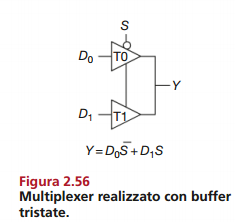 S
D₀ T0
Y
D₁ T1
Y=D₀S̅+D₁S
Figura 2.56
Multiplexer realizzato con buffer
tristate.